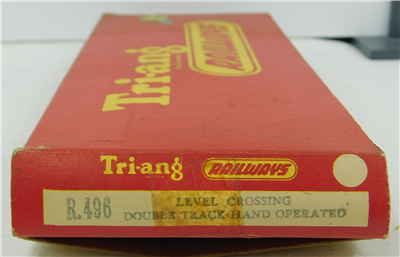 Tri-ang
RAILWAYS
Tri-ang RAILWAYS
R.496 LEVEL CROSSING
DOUBLE TRACK HAND OPERATED